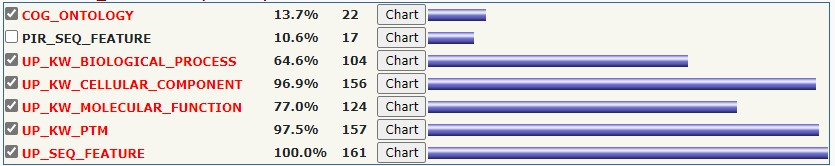 COG_ONTOLOGY 13.7% 22 Chart
PIR_SEQ_FEATURE 10.6% 17 Chart
UP_KW_BIOLOGICAL_PROCESS 64.6% 104 Chart
UP_KW_CELLULAR_COMPONENT 96.9% 156 Chart
UP_KW_MOLECULAR_FUNCTION 77.0% 124 Chart
UP_KW_PTM 97.5% 157 Chart
UP_SEQ_FEATURE 100.0% 161 Chart